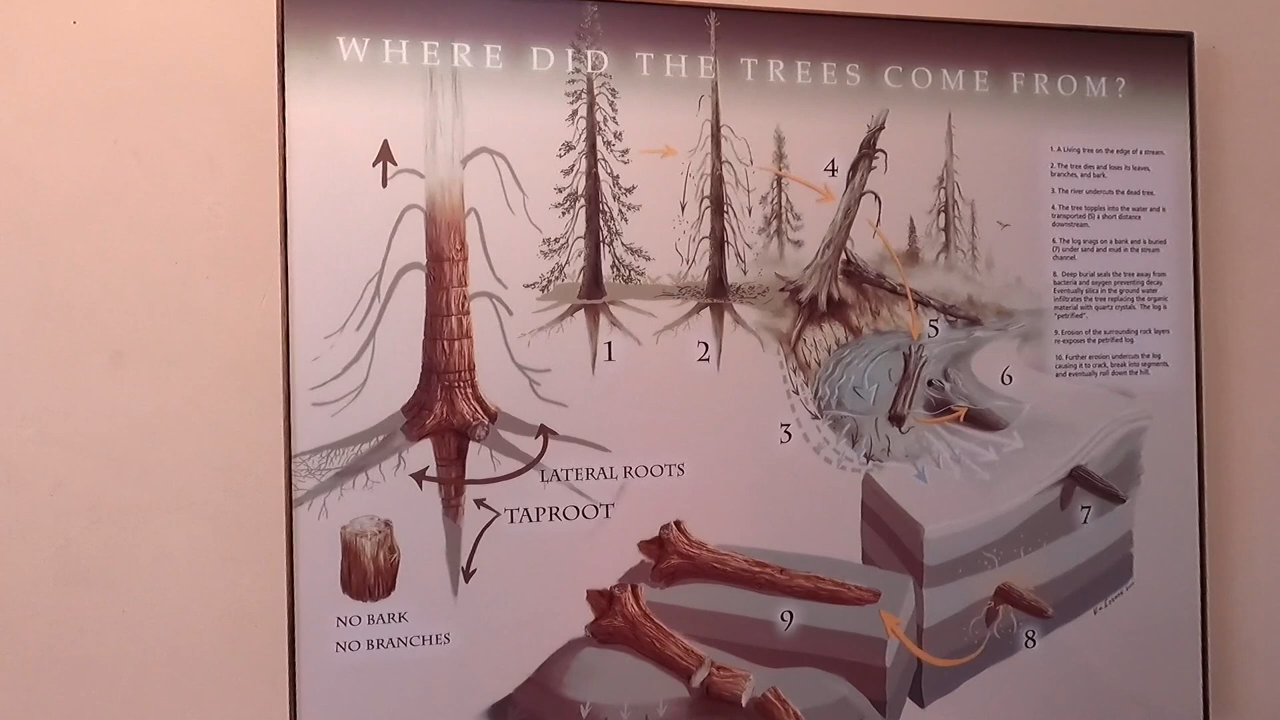 WHERE DID THE TREES COME FROM?
1. A Living tree on the edge of a stream.
2. The tree dies and loses its leaves,
branches, and bark.
3. The river undercuts the dead tree.
4. The tree topples into the water and is
transported (5) a short distance
downstream.
6. The log snags on a bank and is buried
(7) under sand and mud in the stream
channel.
8. Deep burial seals the tree away from
bacteria and oxygen preventing decay.
Eventually silica in the ground water
infiltrates the tree replacing the organic
material with quartz crystals. The log is
"petrified".
9. Erosion of the surrounding rock layers
re-exposes the petrified log.
10. Further erosion undercuts the log
causing it to crack, break into segments,
and eventually roll down the hill.
4
5
1
2
6
3
LATERAL ROOTS
TAPROOT
7
NO BARK
NO BRANCHES
9
8